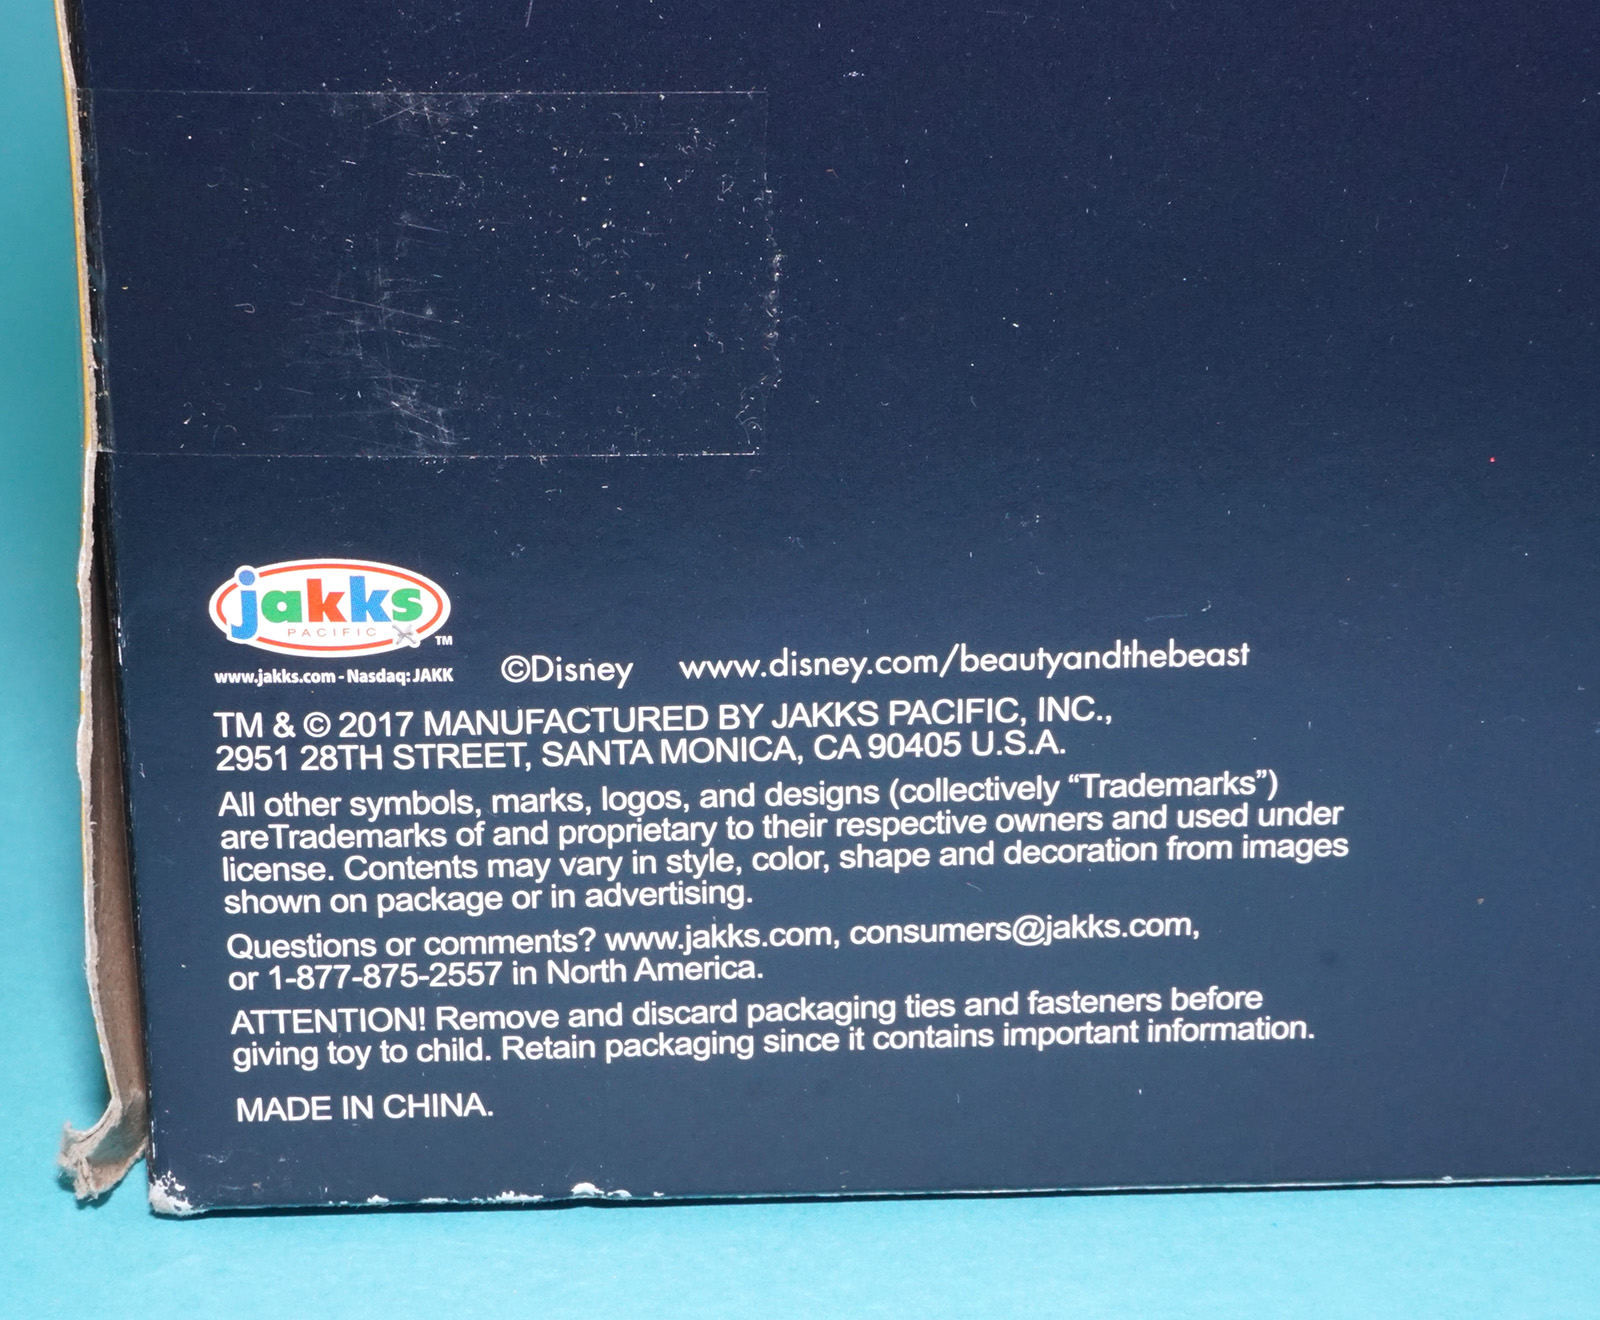 jakks
PACIFIC
TM
www.jakks.com - Nasdaq: JAKK
©Disney www.disney.com/beautyandthebeast
TM & © 2017 MANUFACTURED BY JAKKS PACIFIC, INC.,
2951 28TH STREET, SANTA MONICA, CA 90405 U.S.A.
All other symbols, marks, logos, and designs (collectively “Trademarks”)
areTrademarks of and proprietary to their respective owners and used under
license. Contents may vary in style, color, shape and decoration from images
shown on package or in advertising.
Questions or comments? www.jakks.com, consumers@jakks.com,
or 1-877-875-2557 in North America.
ATTENTION! Remove and discard packaging ties and fasteners before
giving toy to child. Retain packaging since it contains important information.
MADE IN CHINA.